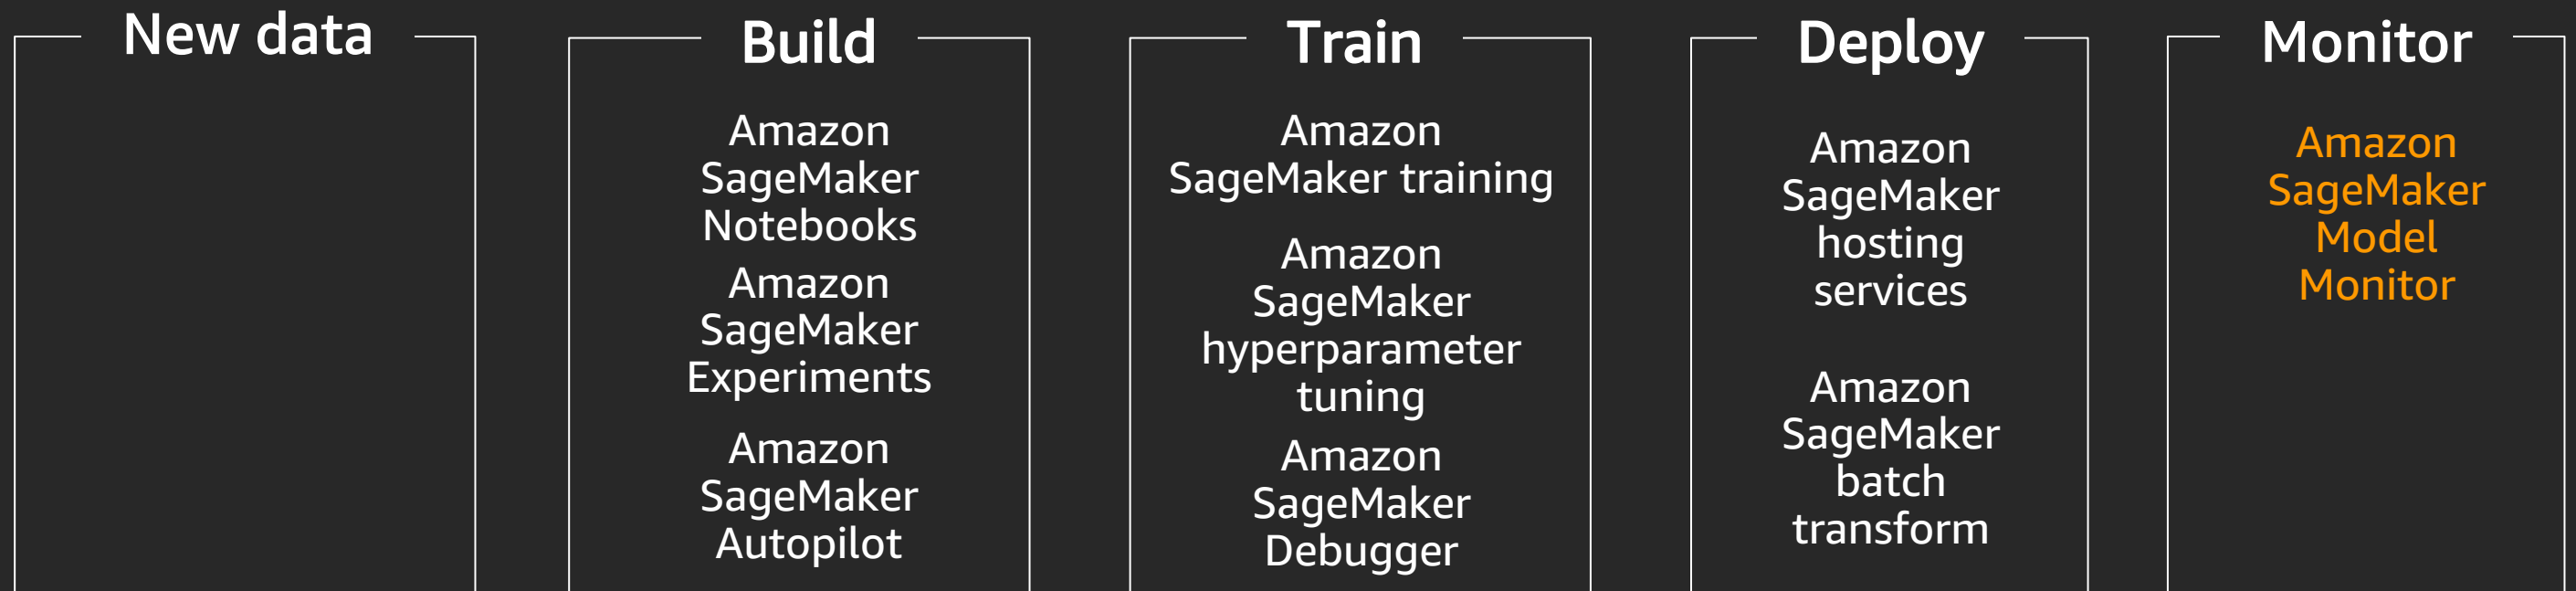 New data
Build
Amazon
SageMaker
Notebooks
Amazon
SageMaker
Experiments
Amazon
SageMaker
Autopilot
Train
Amazon
SageMaker training
Amazon
SageMaker
hyperparameter
tuning
Amazon
SageMaker
Debugger
Deploy
Amazon
SageMaker
hosting
services
Amazon
SageMaker
batch
transform
Monitor
Amazon
SageMaker
Model
Monitor